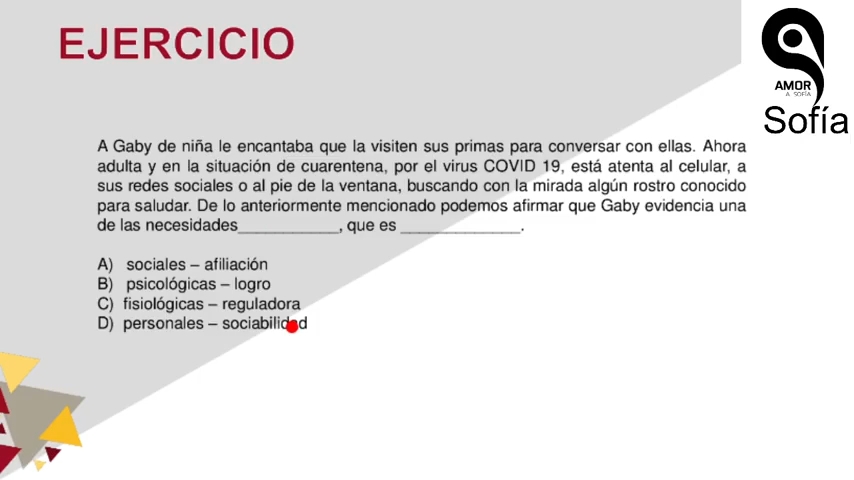 EJERCICIO
AMOR
A SOFÍA
Sofía
A Gaby de niña le encantaba que la visiten sus primas para conversar con ellas. Ahora
adulta y en la situación de cuarentena, por el virus COVID 19, está atenta al celular, a
sus redes sociales o al pie de la ventana, buscando con la mirada algún rostro conocido
para saludar. De lo anteriormente mencionado podemos afirmar que Gaby evidencia una
de las necesidades____________, que es ______________.
A) sociales – afiliación
B) psicológicas – logro
C) fisiológicas – reguladora
D) personales – sociabilidad